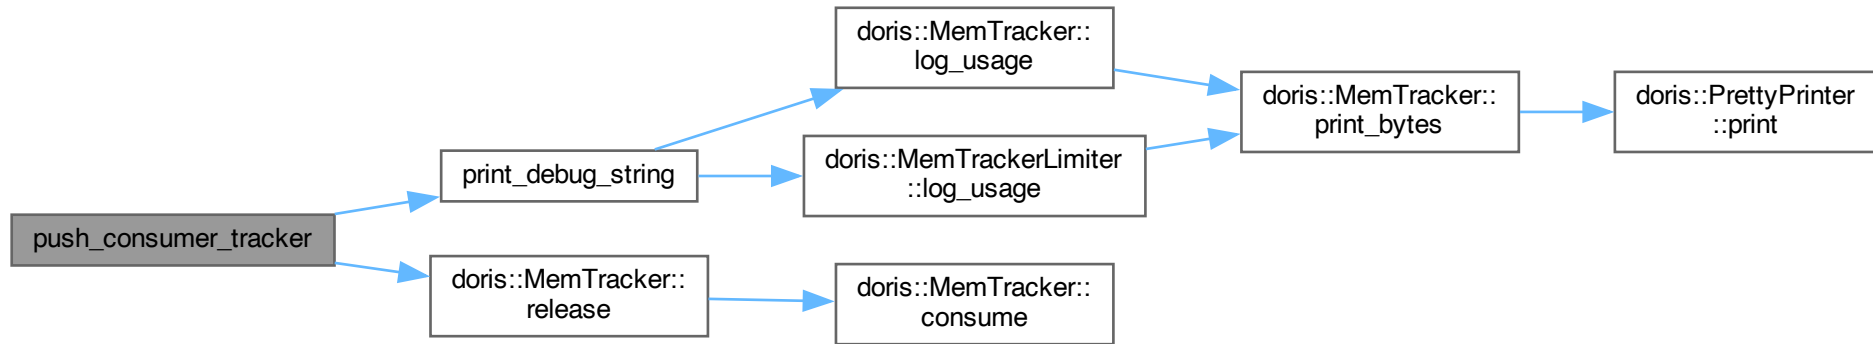 push_consumer_tracker
print_debug_string
doris::MemTracker::
release
doris::MemTracker::
log_usage
doris::MemTrackerLimiter
::log_usage
doris::MemTracker::
consume
doris::MemTracker::
print_bytes
doris::PrettyPrinter
::print